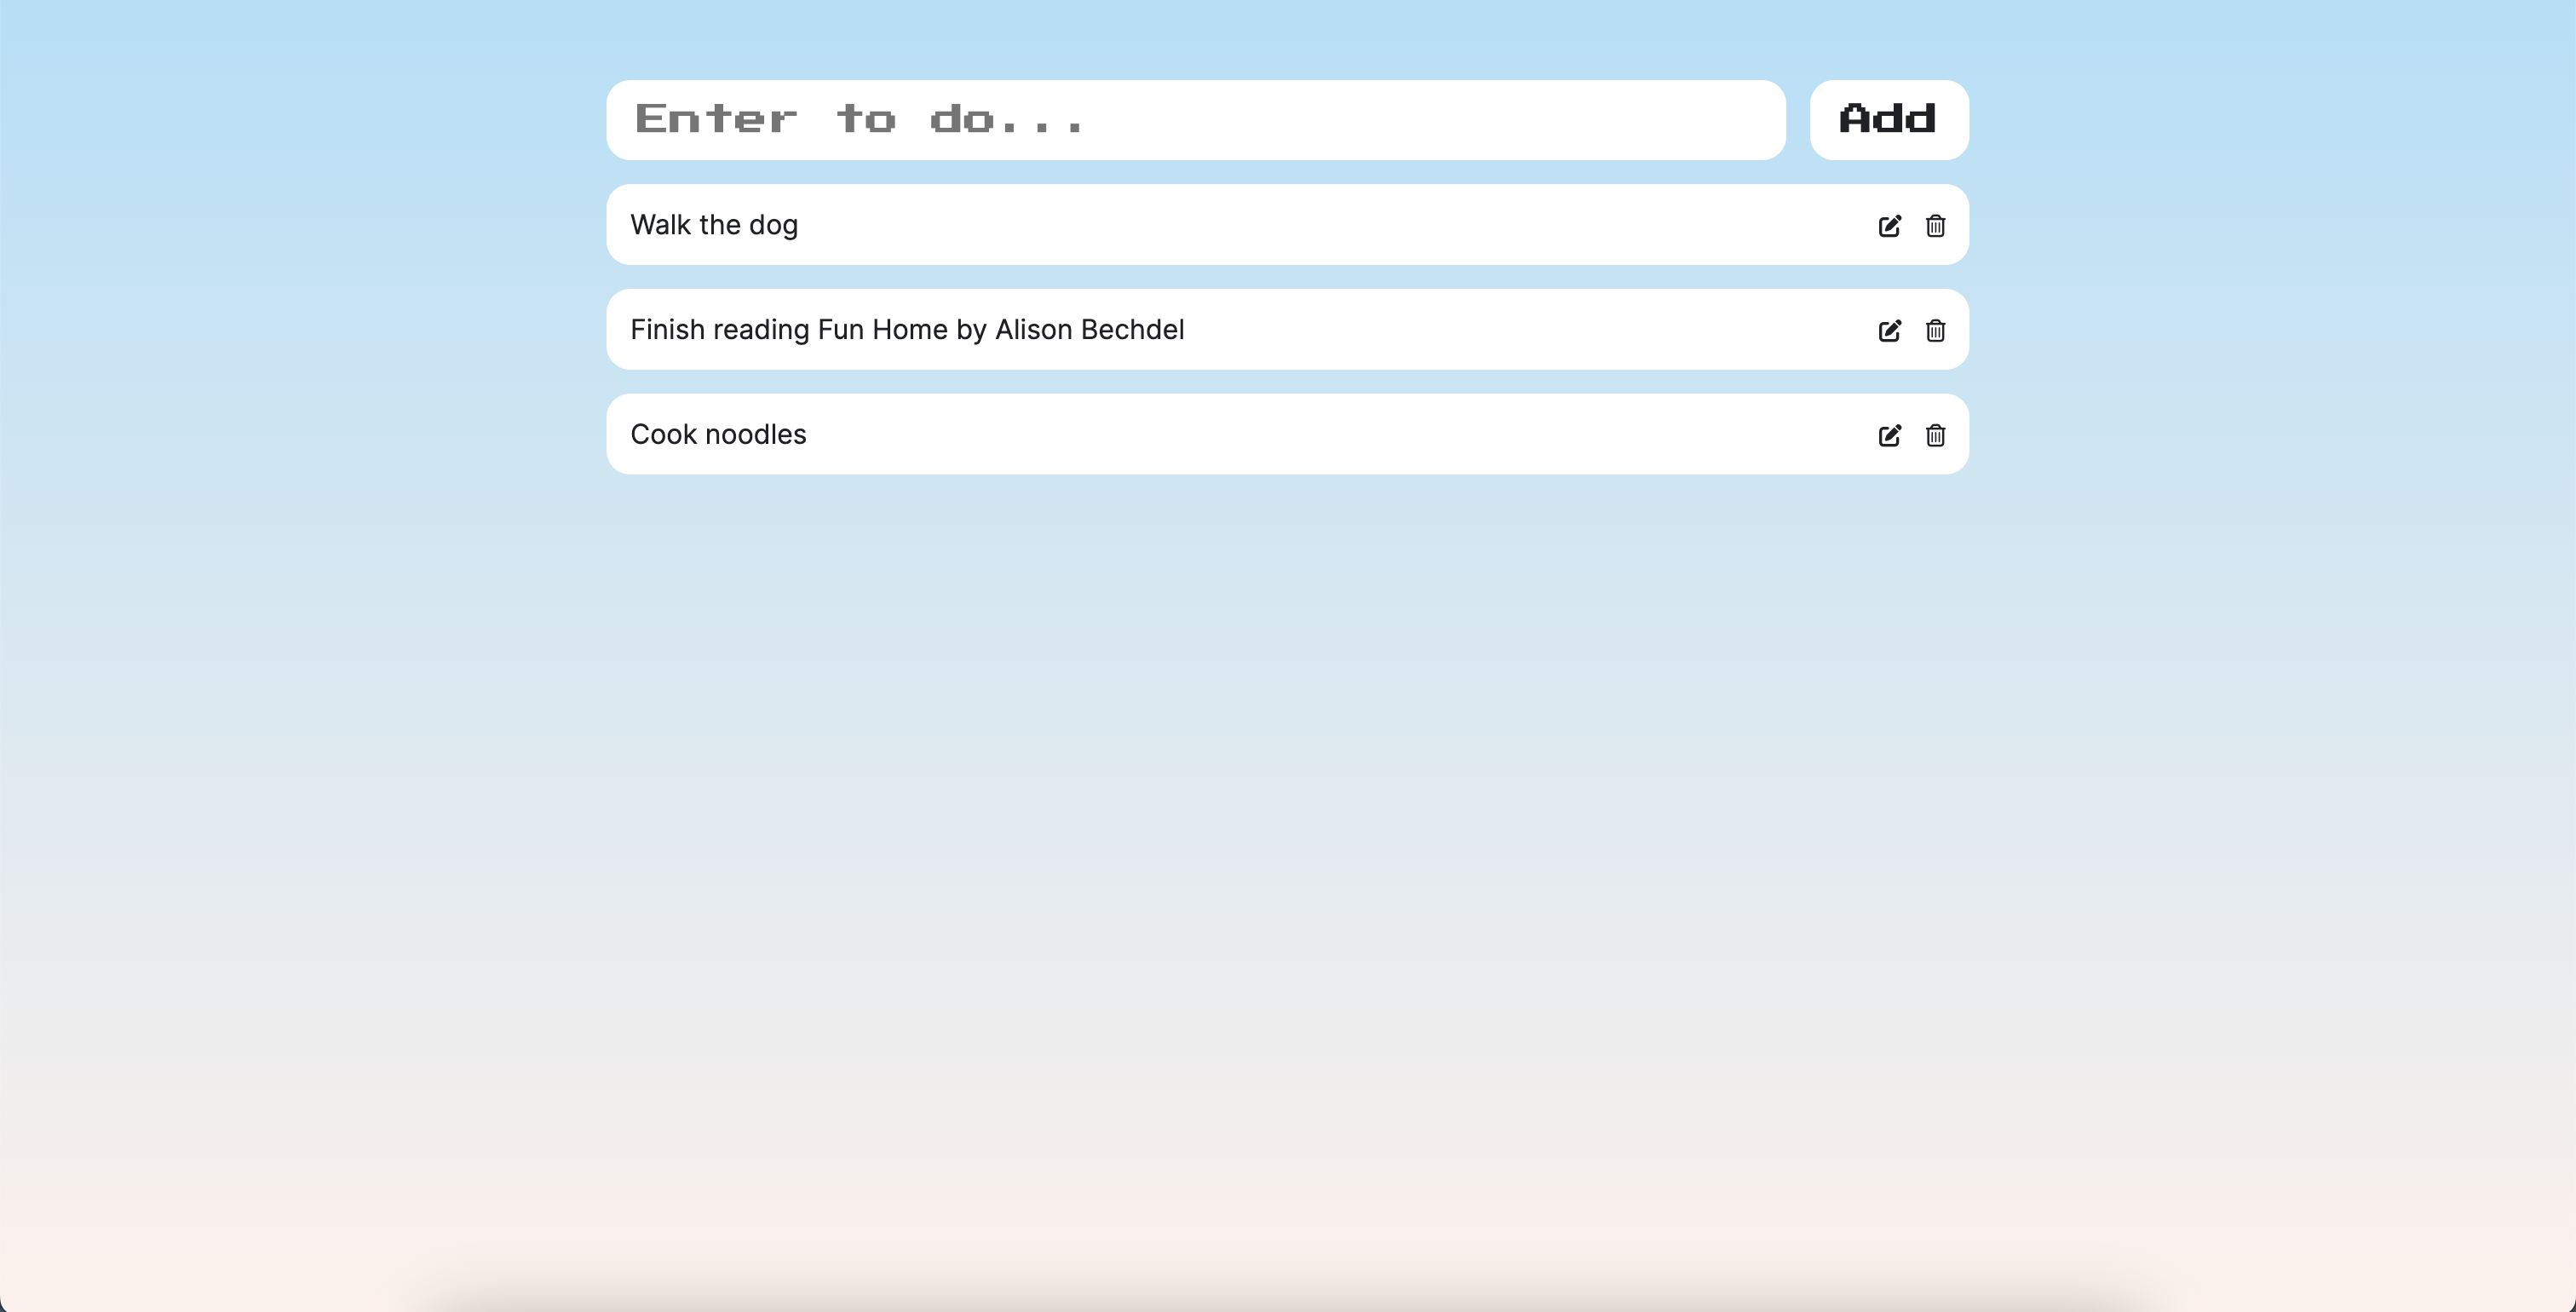 Enter to do...
Add
Walk the dog
Finish reading Fun Home by Alison Bechdel
Cook noodles